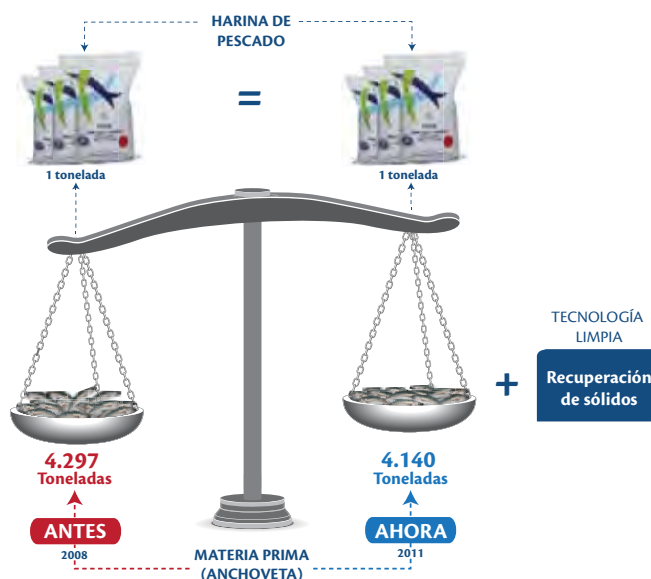 HARINA DE
PESCADO
=
1 tonelada
1 tonelada
TECNOLOGÍA
LIMPIA
+
Recuperación
de sólidos
4.297
Toneladas
4.140
Toneladas
ANTES
2008
AHORA
2011
MATERIA PRIMA
(ANCHOVETA)